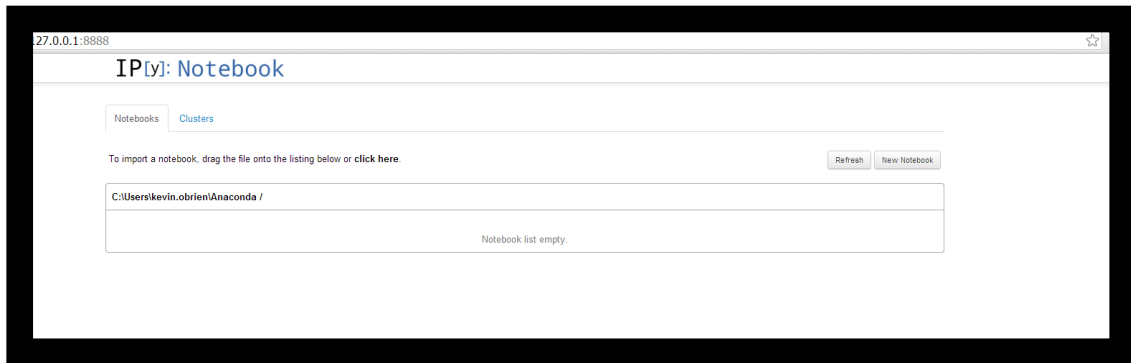 27.0.0.1:8888
IP[y]: Notebook
Notebooks Clusters
To import a notebook, drag the file onto the listing below or click here. Refresh New Notebook
C:\Users\kevin.obrien\Anaconda /
Notebook list empty.